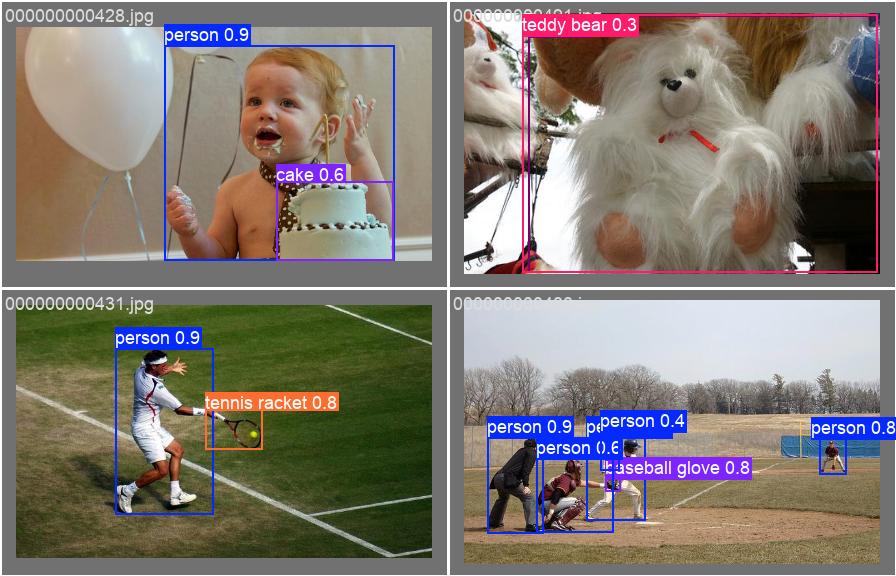 000000000428.jpg
person 0.9
cake 0.6
teddy bear 0.3
000000000431.jpg
person 0.9
tennis racket 0.8
person 0.9
person 0.4
person 0.8
person 0.6
baseball glove 0.8